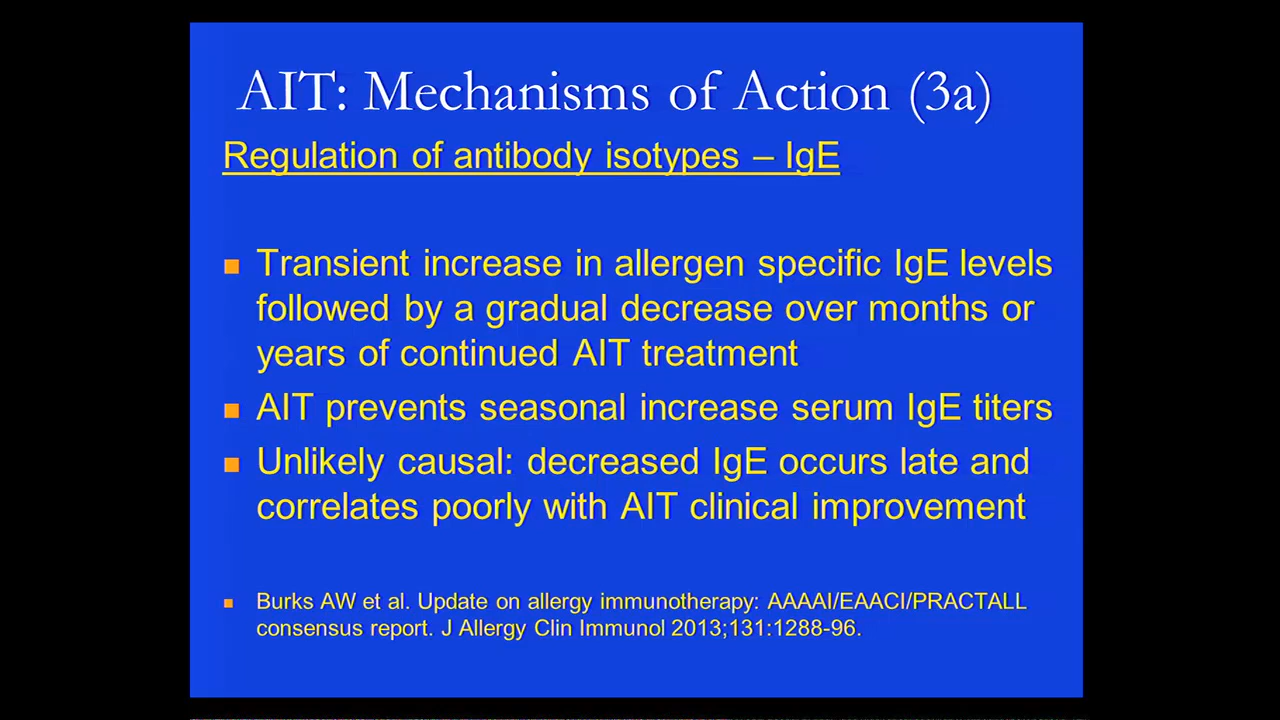 AIT: Mechanisms of Action (3a)
Regulation of antibody isotypes – IgE
Transient increase in allergen specific IgE levels
followed by a gradual decrease over months or
years of continued AIT treatment
AIT prevents seasonal increase serum IgE titers
Unlikely causal: decreased IgE occurs late and
correlates poorly with AIT clinical improvement
Burks AW et al. Update on allergy immunotherapy: AAAAI/EAACI/PRACTALL
consensus report. J Allergy Clin Immunol 2013;131:1288-96.